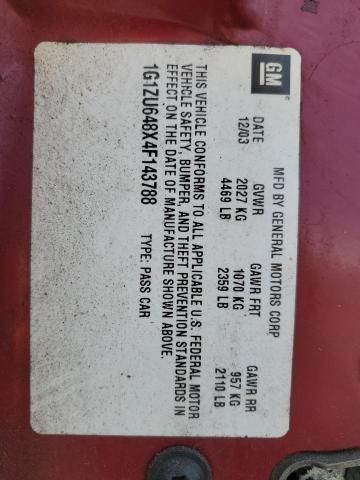 GM
MFD BY GENERAL MOTORS CORP
DATE GVWR GAWR FRT GAWR RR
12/03 2027 KG 1070 KG 957 KG
4469 LB 2359 LB 2110 LB
THIS VEHICLE CONFORMS TO ALL APPLICABLE U.S. FEDERAL MOTOR
VEHICLE SAFETY, BUMPER, AND THEFT PREVENTION STANDARDS IN
EFFECT ON THE DATE OF MANUFACTURE SHOWN ABOVE.
1G1ZU648X4F143788 TYPE: PASS CAR